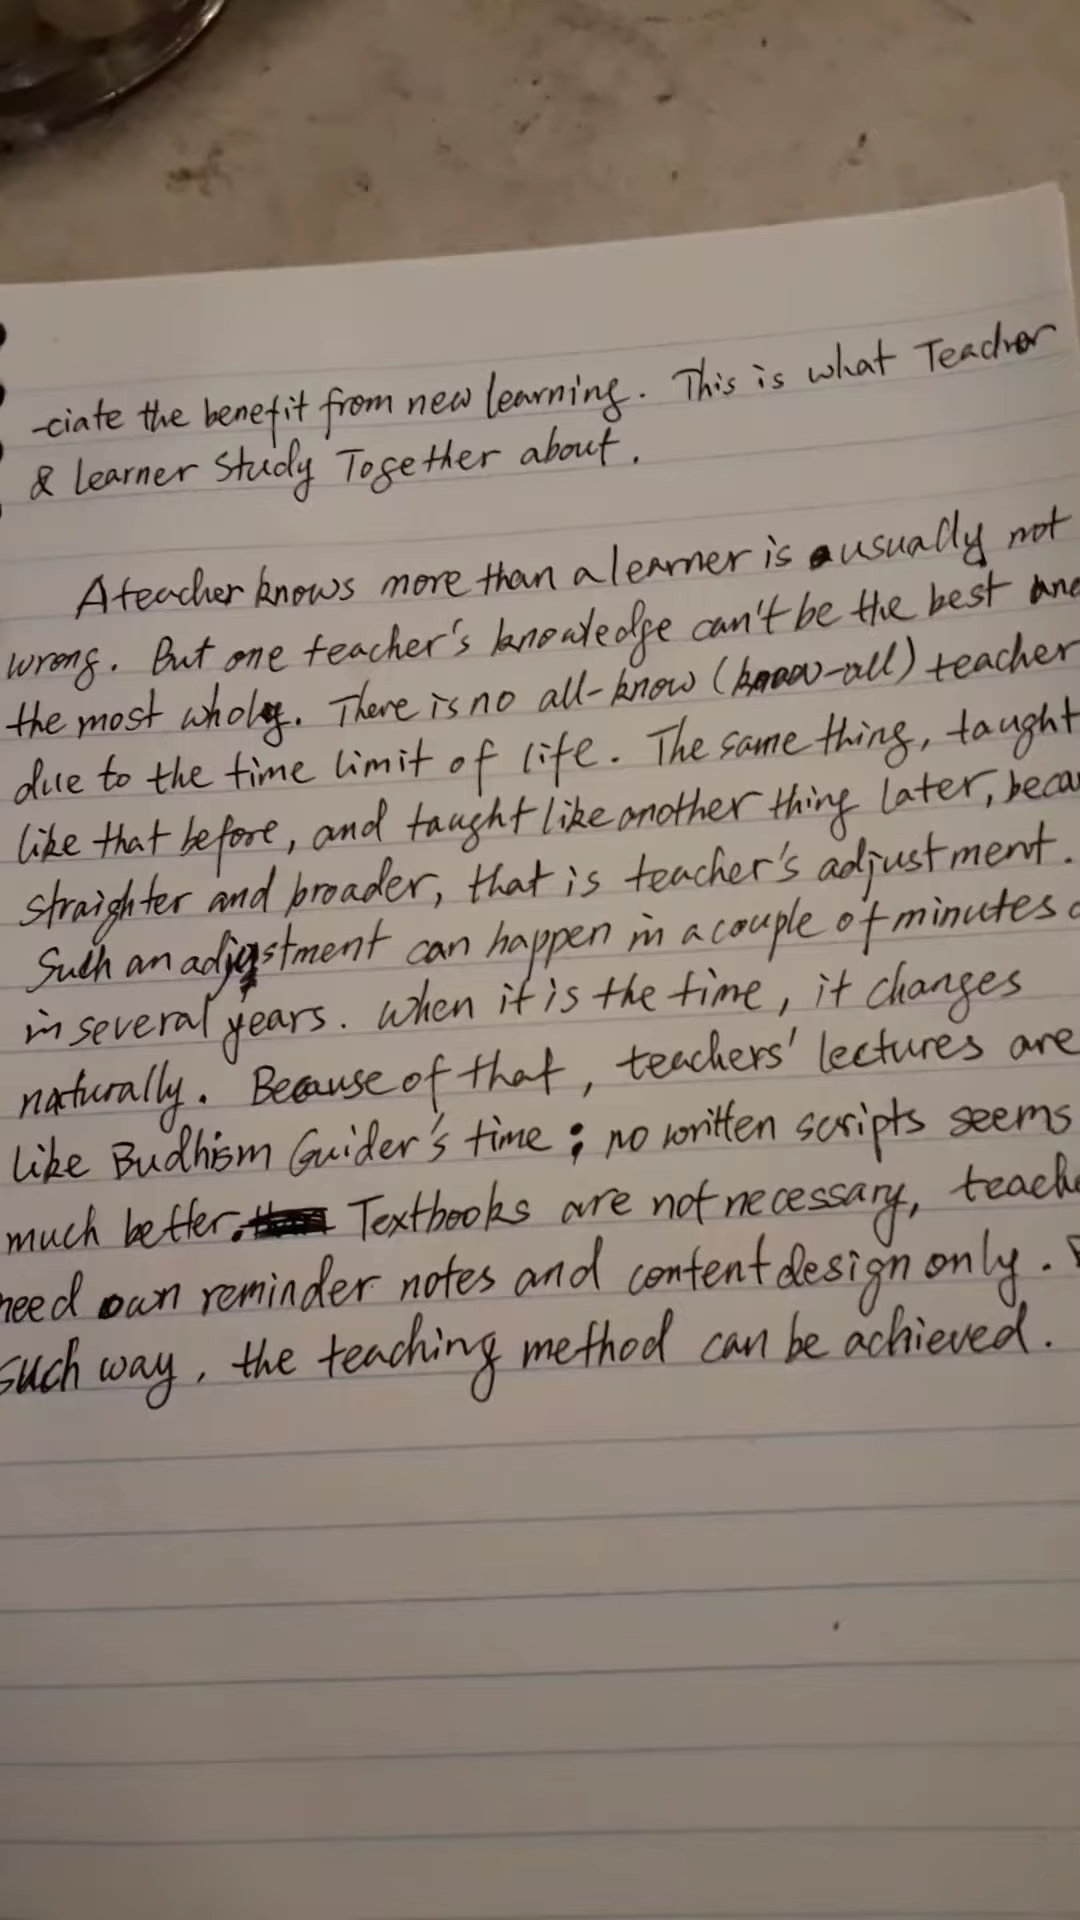 -ciate the benefit from new learning. This is what Teacher
& learner Study Together about.
A teacher knows more than a learner is usually not
wrong. But one teacher's knowledge can't be the best and
the most wholy. There is no all-know (know-all) teacher
due to the time limit of life. The same thing, taught
like that before, and taught like another thing later, beca
straighter and broader, that is teacher's adjustment.
Such an adjustment can happen in a couple of minutes
in several years. When it is the time, it changes
naturally. Because of that, teachers' lectures are
like Budhism Guider's time; no written scripts seems
much better. Textbooks are not necessary, teache
need own reminder notes and content design only.
such way, the teaching method can be achieved.